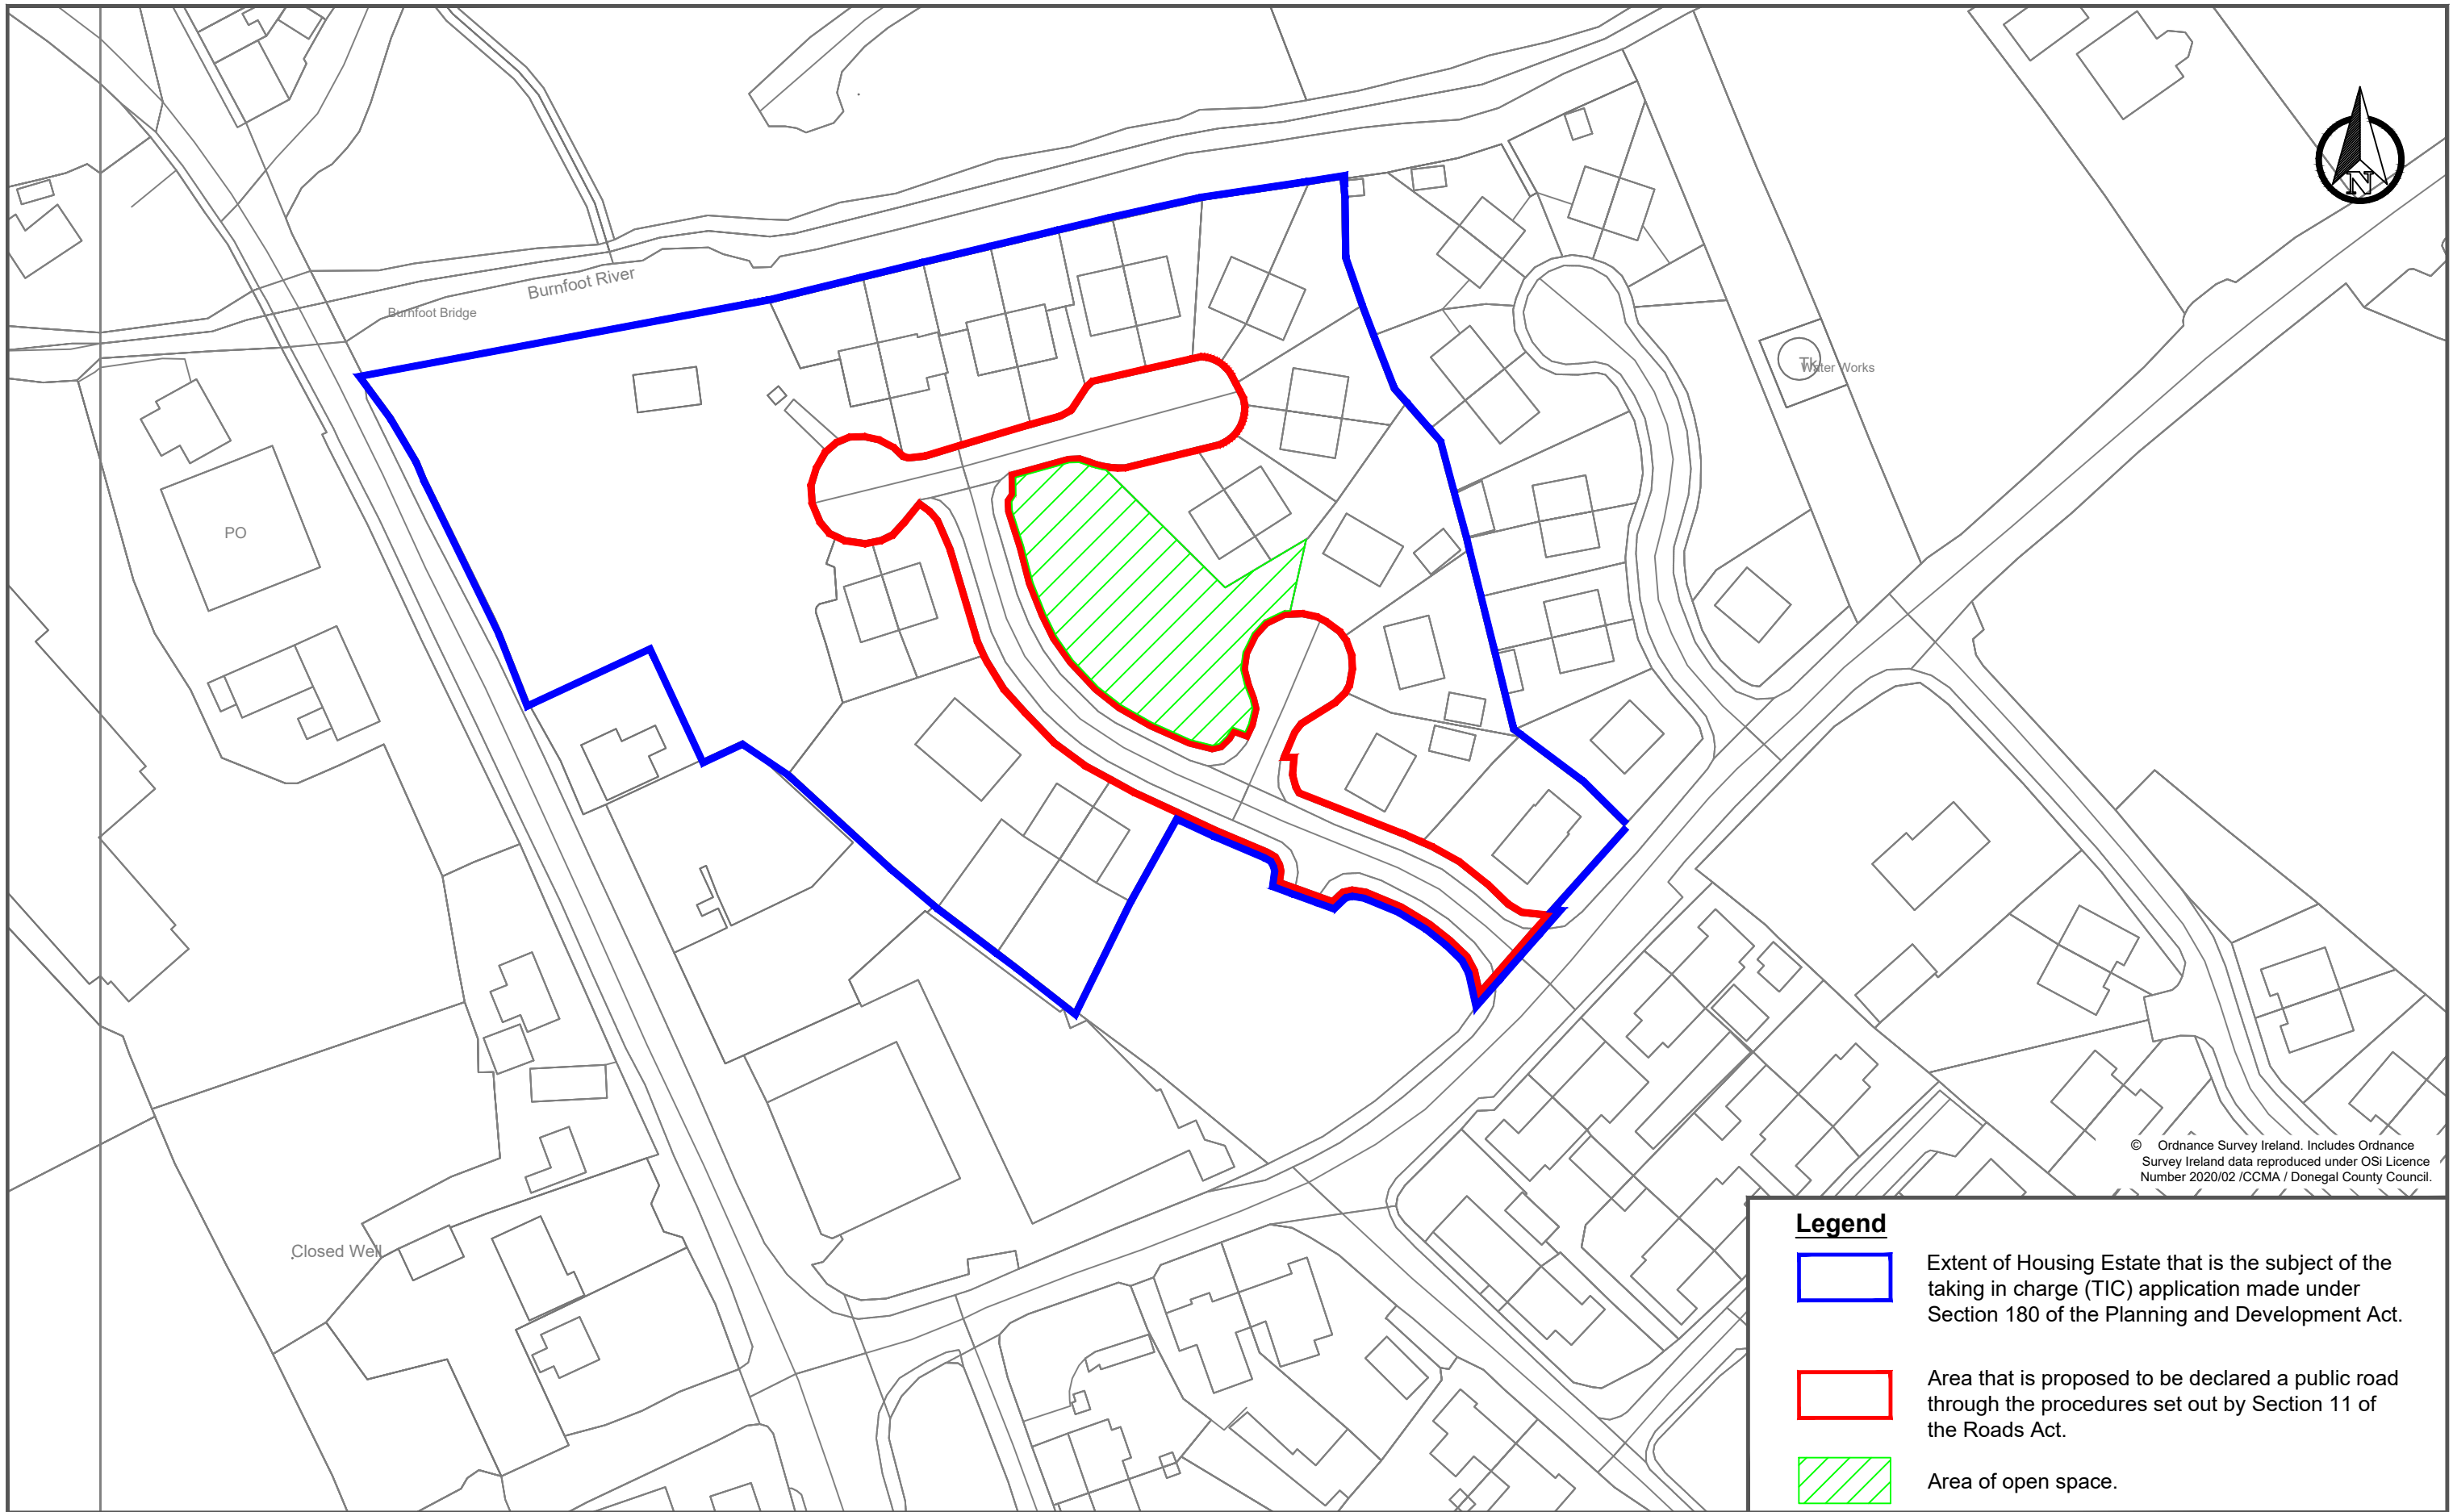 N
Burnfoot River
Burnfoot Bridge
Tk
Water Works
PO
Closed Well
© Ordnance Survey Ireland. Includes Ordnance
Survey Ireland data reproduced under OSi Licence
Number 2020/02 /CCMA / Donegal County Council.
Legend
Extent of Housing Estate that is the subject of the
taking in charge (TIC) application made under
Section 180 of the Planning and Development Act.
Area that is proposed to be declared a public road
through the procedures set out by Section 11 of
the Roads Act.
Area of open space.